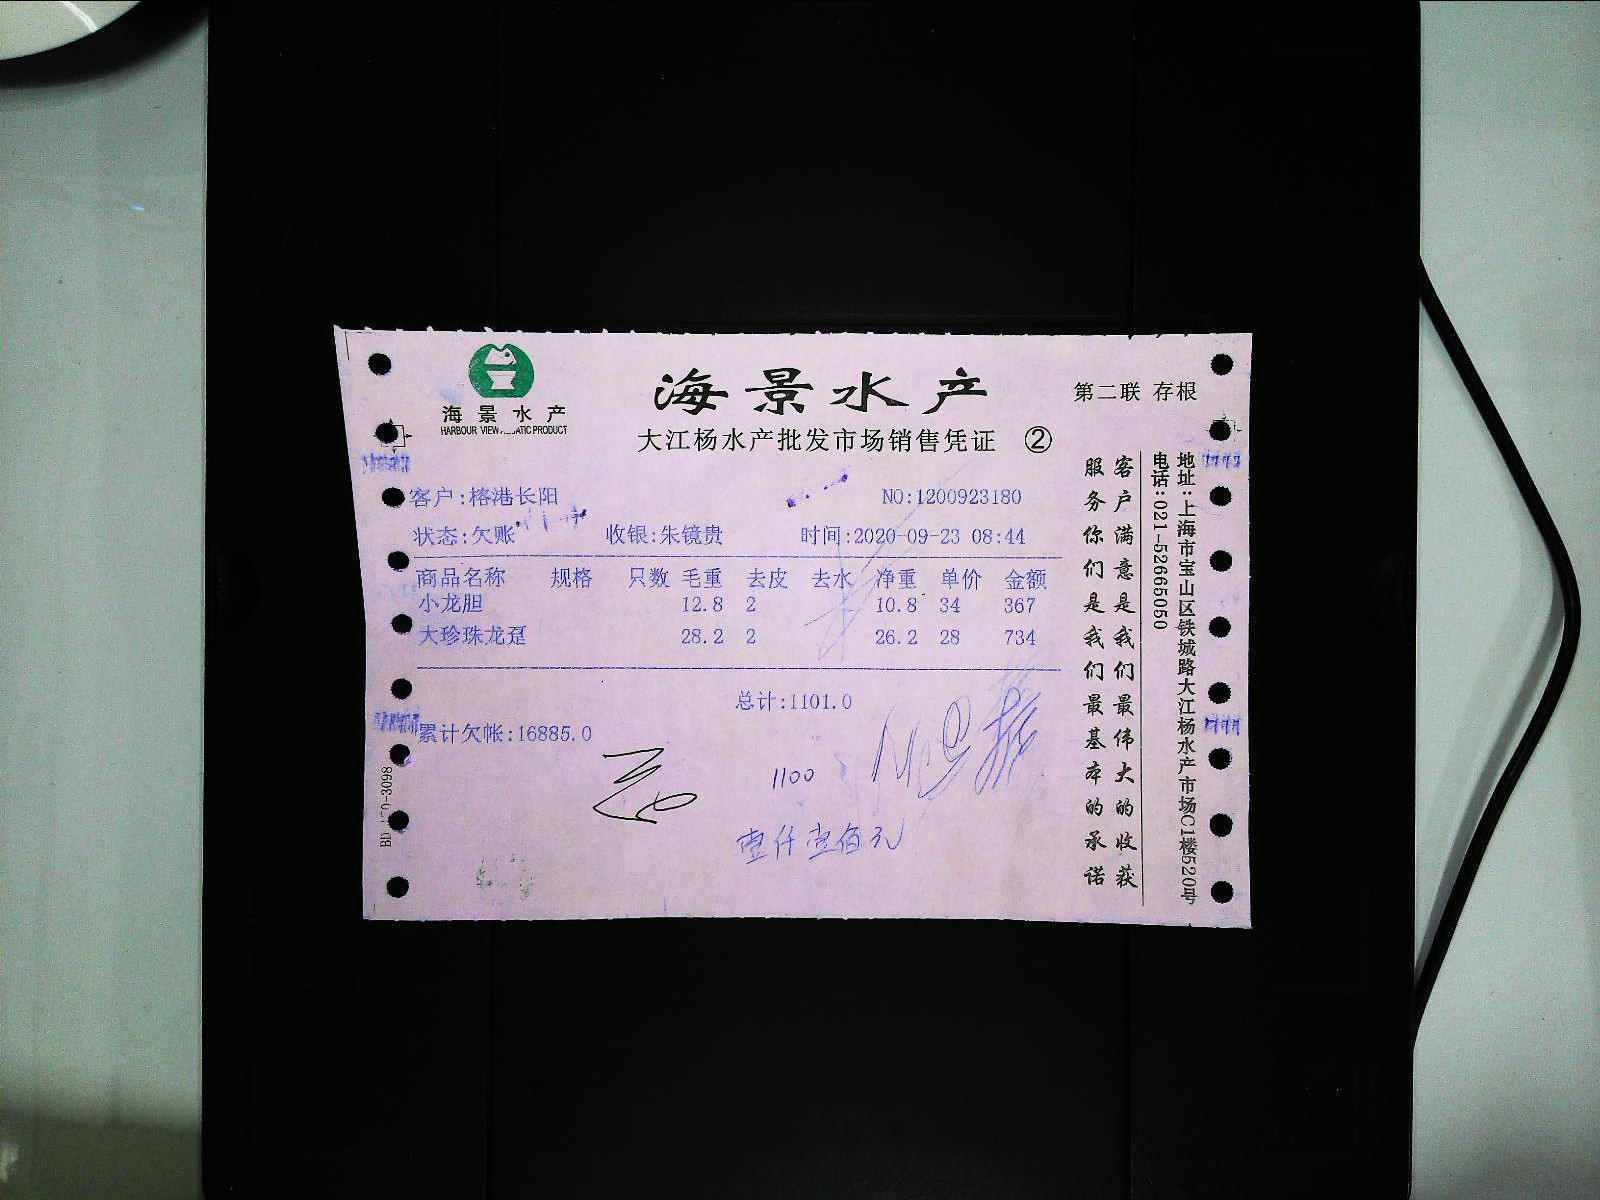 海景水产
HARBOUR VIEW AQUATIC PRODUCT
海景水产
第二联 存根
大江杨水产批发市场销售凭证 ②
客户:榕港长阳 NO:1200923180
状态:欠账 收银:朱镜贵 时间:2020-09-23 08:44
商品名称 规格 只数 毛重 去皮 去水 净重 单价 金额
小龙胆 12.8 2 10.8 34 367
大珍珠龙趸 28.2 2 26.2 28 734
总计:1101.0
累计欠帐:16885.0
1100
壹仟壹佰元
客户满意是我们最伟大的收获
服务你们是我们最基本的承诺
地址:上海市宝山区铁城路大江杨水产市场C1楼520号
电话:021-52665050